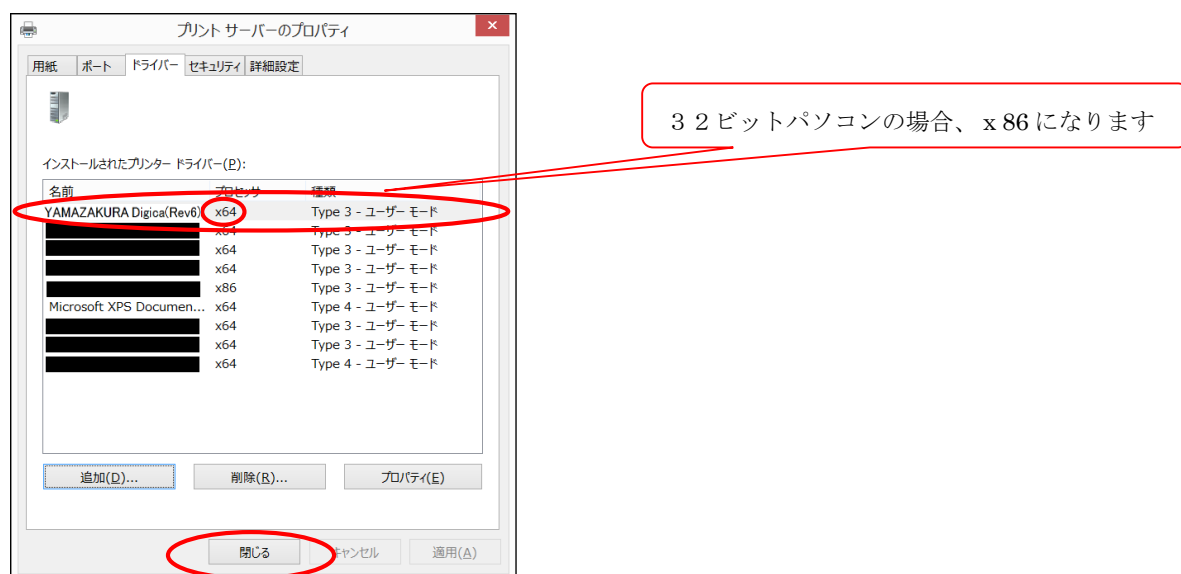 プリント サーバーのプロパティ
×
用紙 ポート ドライバー セキュリティ 詳細設定
３２ビットパソコンの場合、x 86 になります
インストールされたプリンター ドライバー(P):
名前 プロセッサ 種類
YAMAZAKURA Digica(Rev6) x64 Type 3 - ユーザー モード
x64 Type 3 - ユーザー モード
x64 Type 3 - ユーザー モード
x64 Type 3 - ユーザー モード
x86 Type 3 - ユーザー モード
Microsoft XPS Documen... x64 Type 4 - ユーザー モード
x64 Type 3 - ユーザー モード
x64 Type 3 - ユーザー モード
x64 Type 4 - ユーザー モード
追加(D)... 削除(R)... プロパティ(E)
閉じる キャンセル 適用(A)